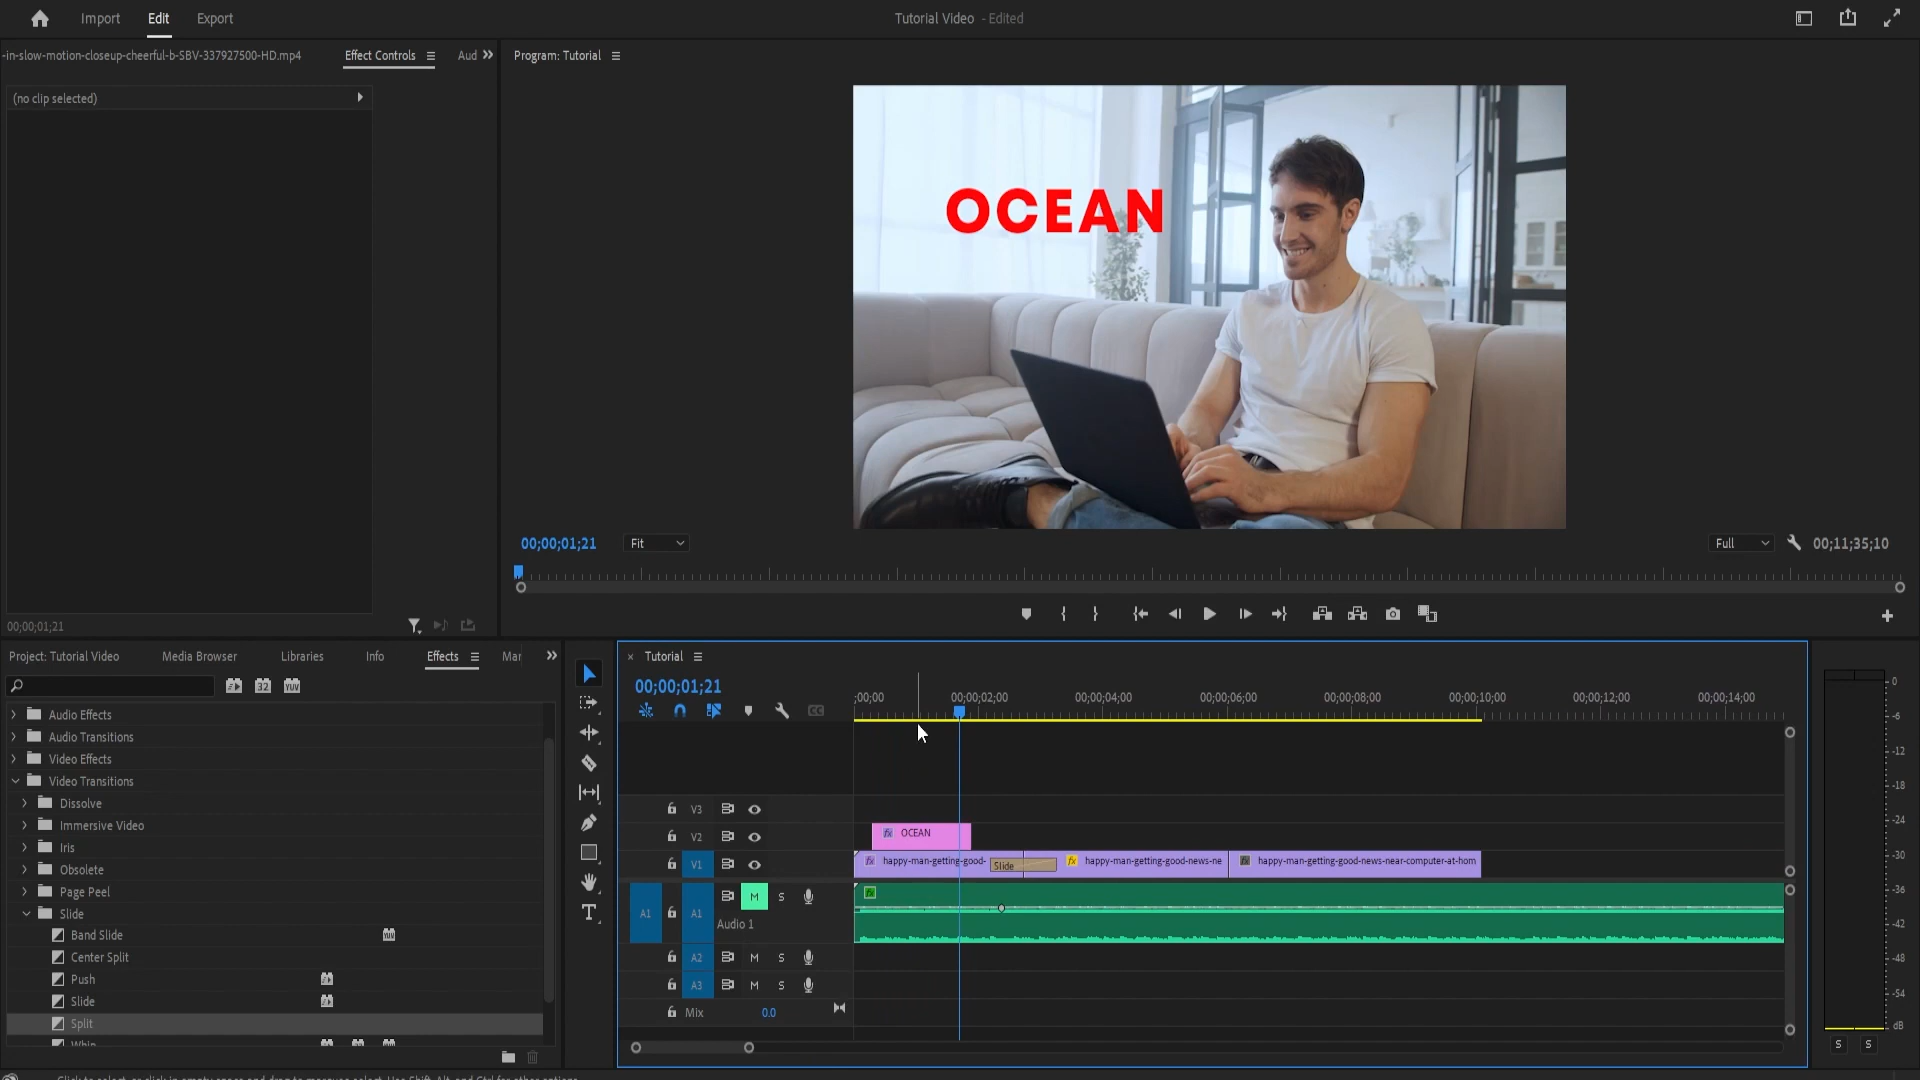 Import Edit Export
Tutorial Video - Edited
-in-slow-motion-closeup-cheerful-b-SBV-337927500-HD.mp4 Effect Controls Aud
Program: Tutorial
(no clip selected)
OCEAN
00;00;01;21 Fit Full 00;11;35;10
00;00;01;21
Project: Tutorial Video Media Browser Libraries Info Effects Mar
Tutorial
00;00;01;21
32 YUV
;00;00 00;00;02;00 00;00;04;00 00;00;06;00 00;00;08;00 00;00;10;00 00;00;12;00 00;00;14;00
Audio Effects
Audio Transitions
Video Effects
Video Transitions
Dissolve
Immersive Video
Iris
Obsolete
Page Peel
Slide
Band Slide
Center Split
Push
Slide
Split
Whip
V3
V2 fx OCEAN
V1 fx happy-man-getting-good- Slide fx happy-man-getting-good-news-ne fx happy-man-getting-good-news-near-computer-at-hom
A1 A1 M S
Audio 1
A2 M S
A3 M S
Mix 0.0
0
-6
-12
-18
-24
-30
-36
-42
-48
-54
dB
S S